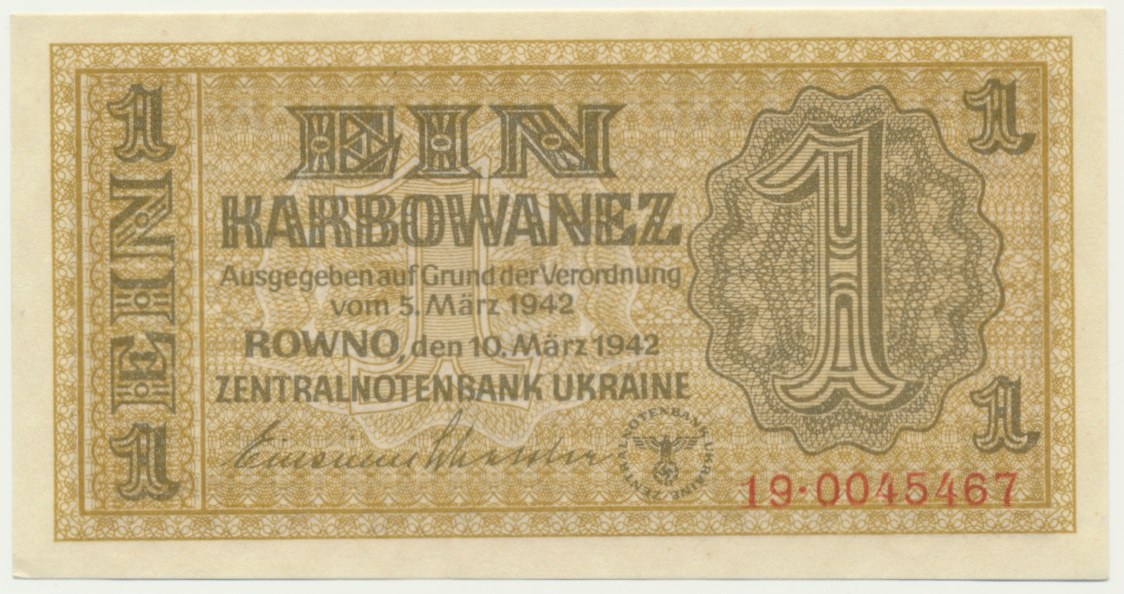 1 EIN 1
EIN
KARBOWANEZ
Ausgegeben auf Grund der Verordnung
vom 5. März 1942
ROWNO, den 10. März 1942
ZENTRALNOTENBANK UKRAINE
ZENTRALNOTENBANK UKRAINE
1
1
1
19·0045467